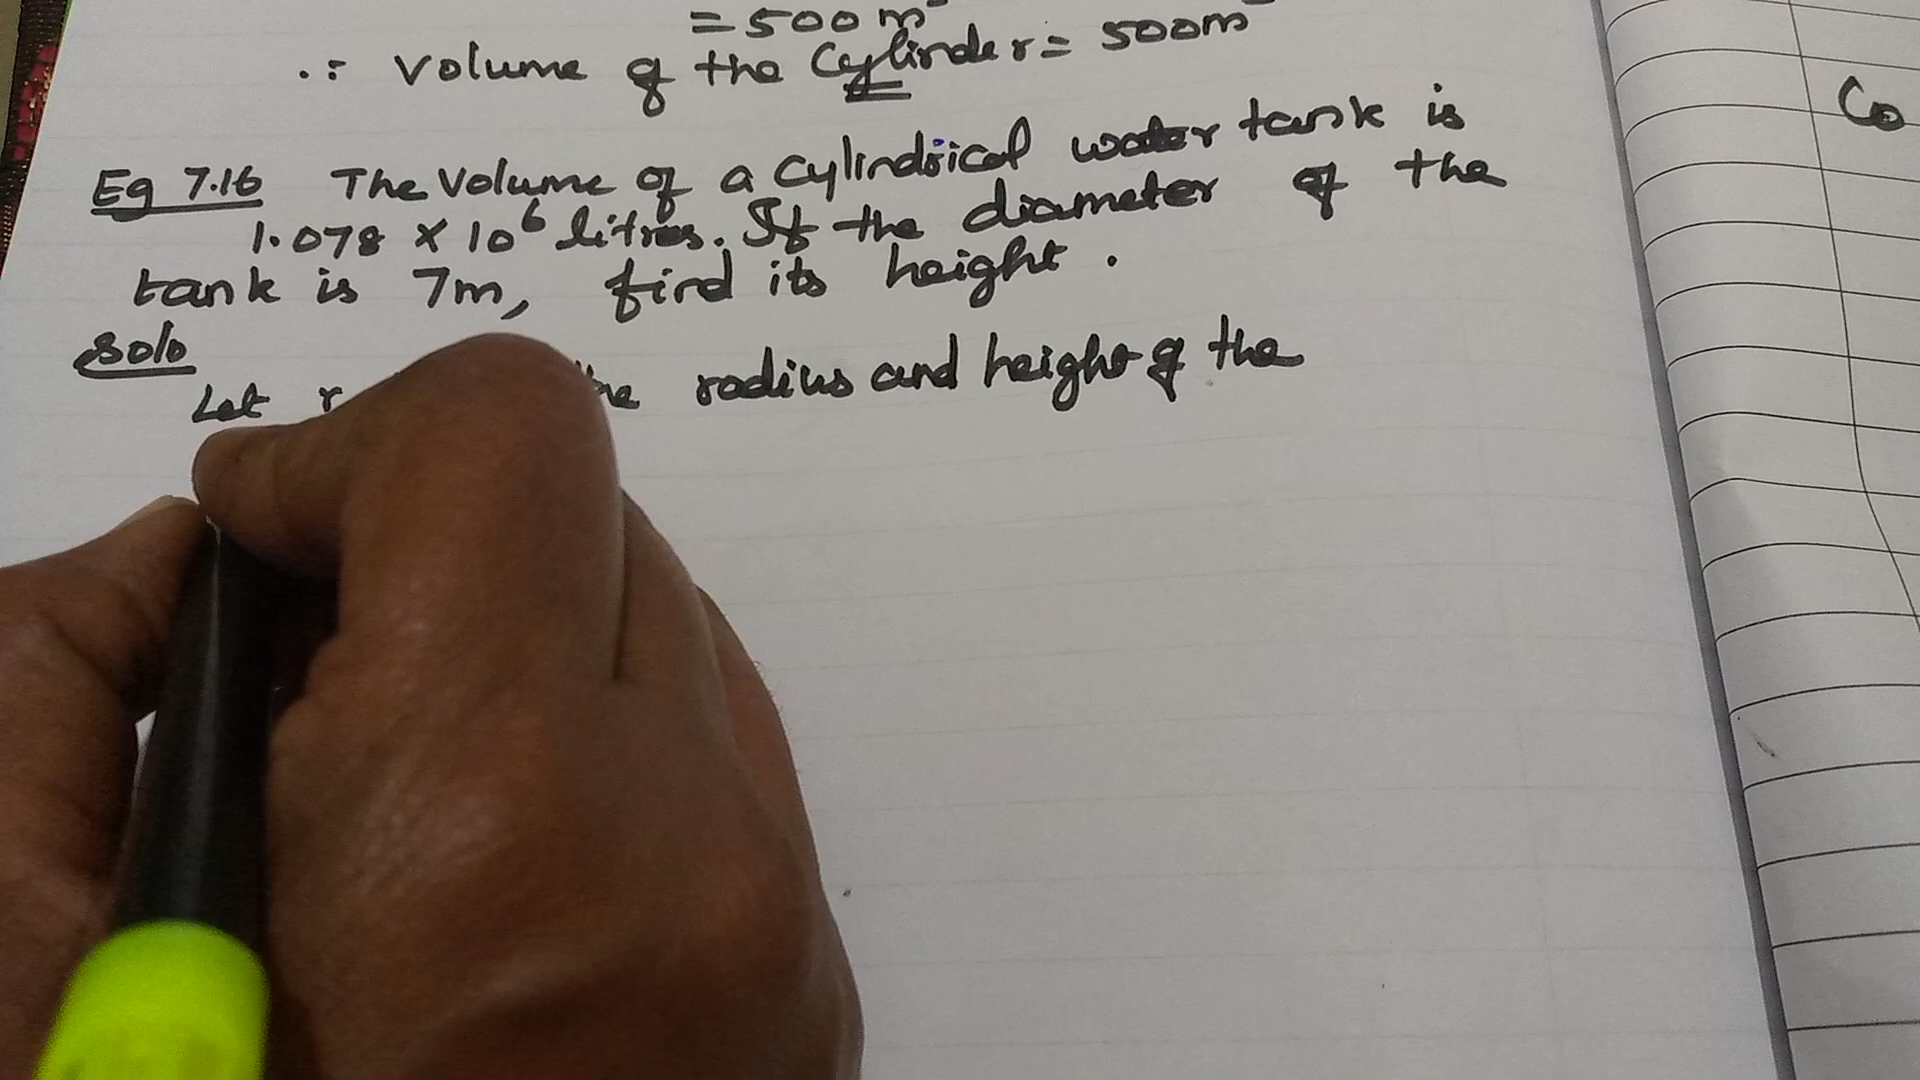 = 500 m
∴ Volume of the Cylinder = 500m
Eg 7.16 The Volume of a Cylindrical water tank is
1.078 × 10⁶ litres. If the diameter of the
tank is 7m, find its height.
Soln
Let r the radius and height of the
Co